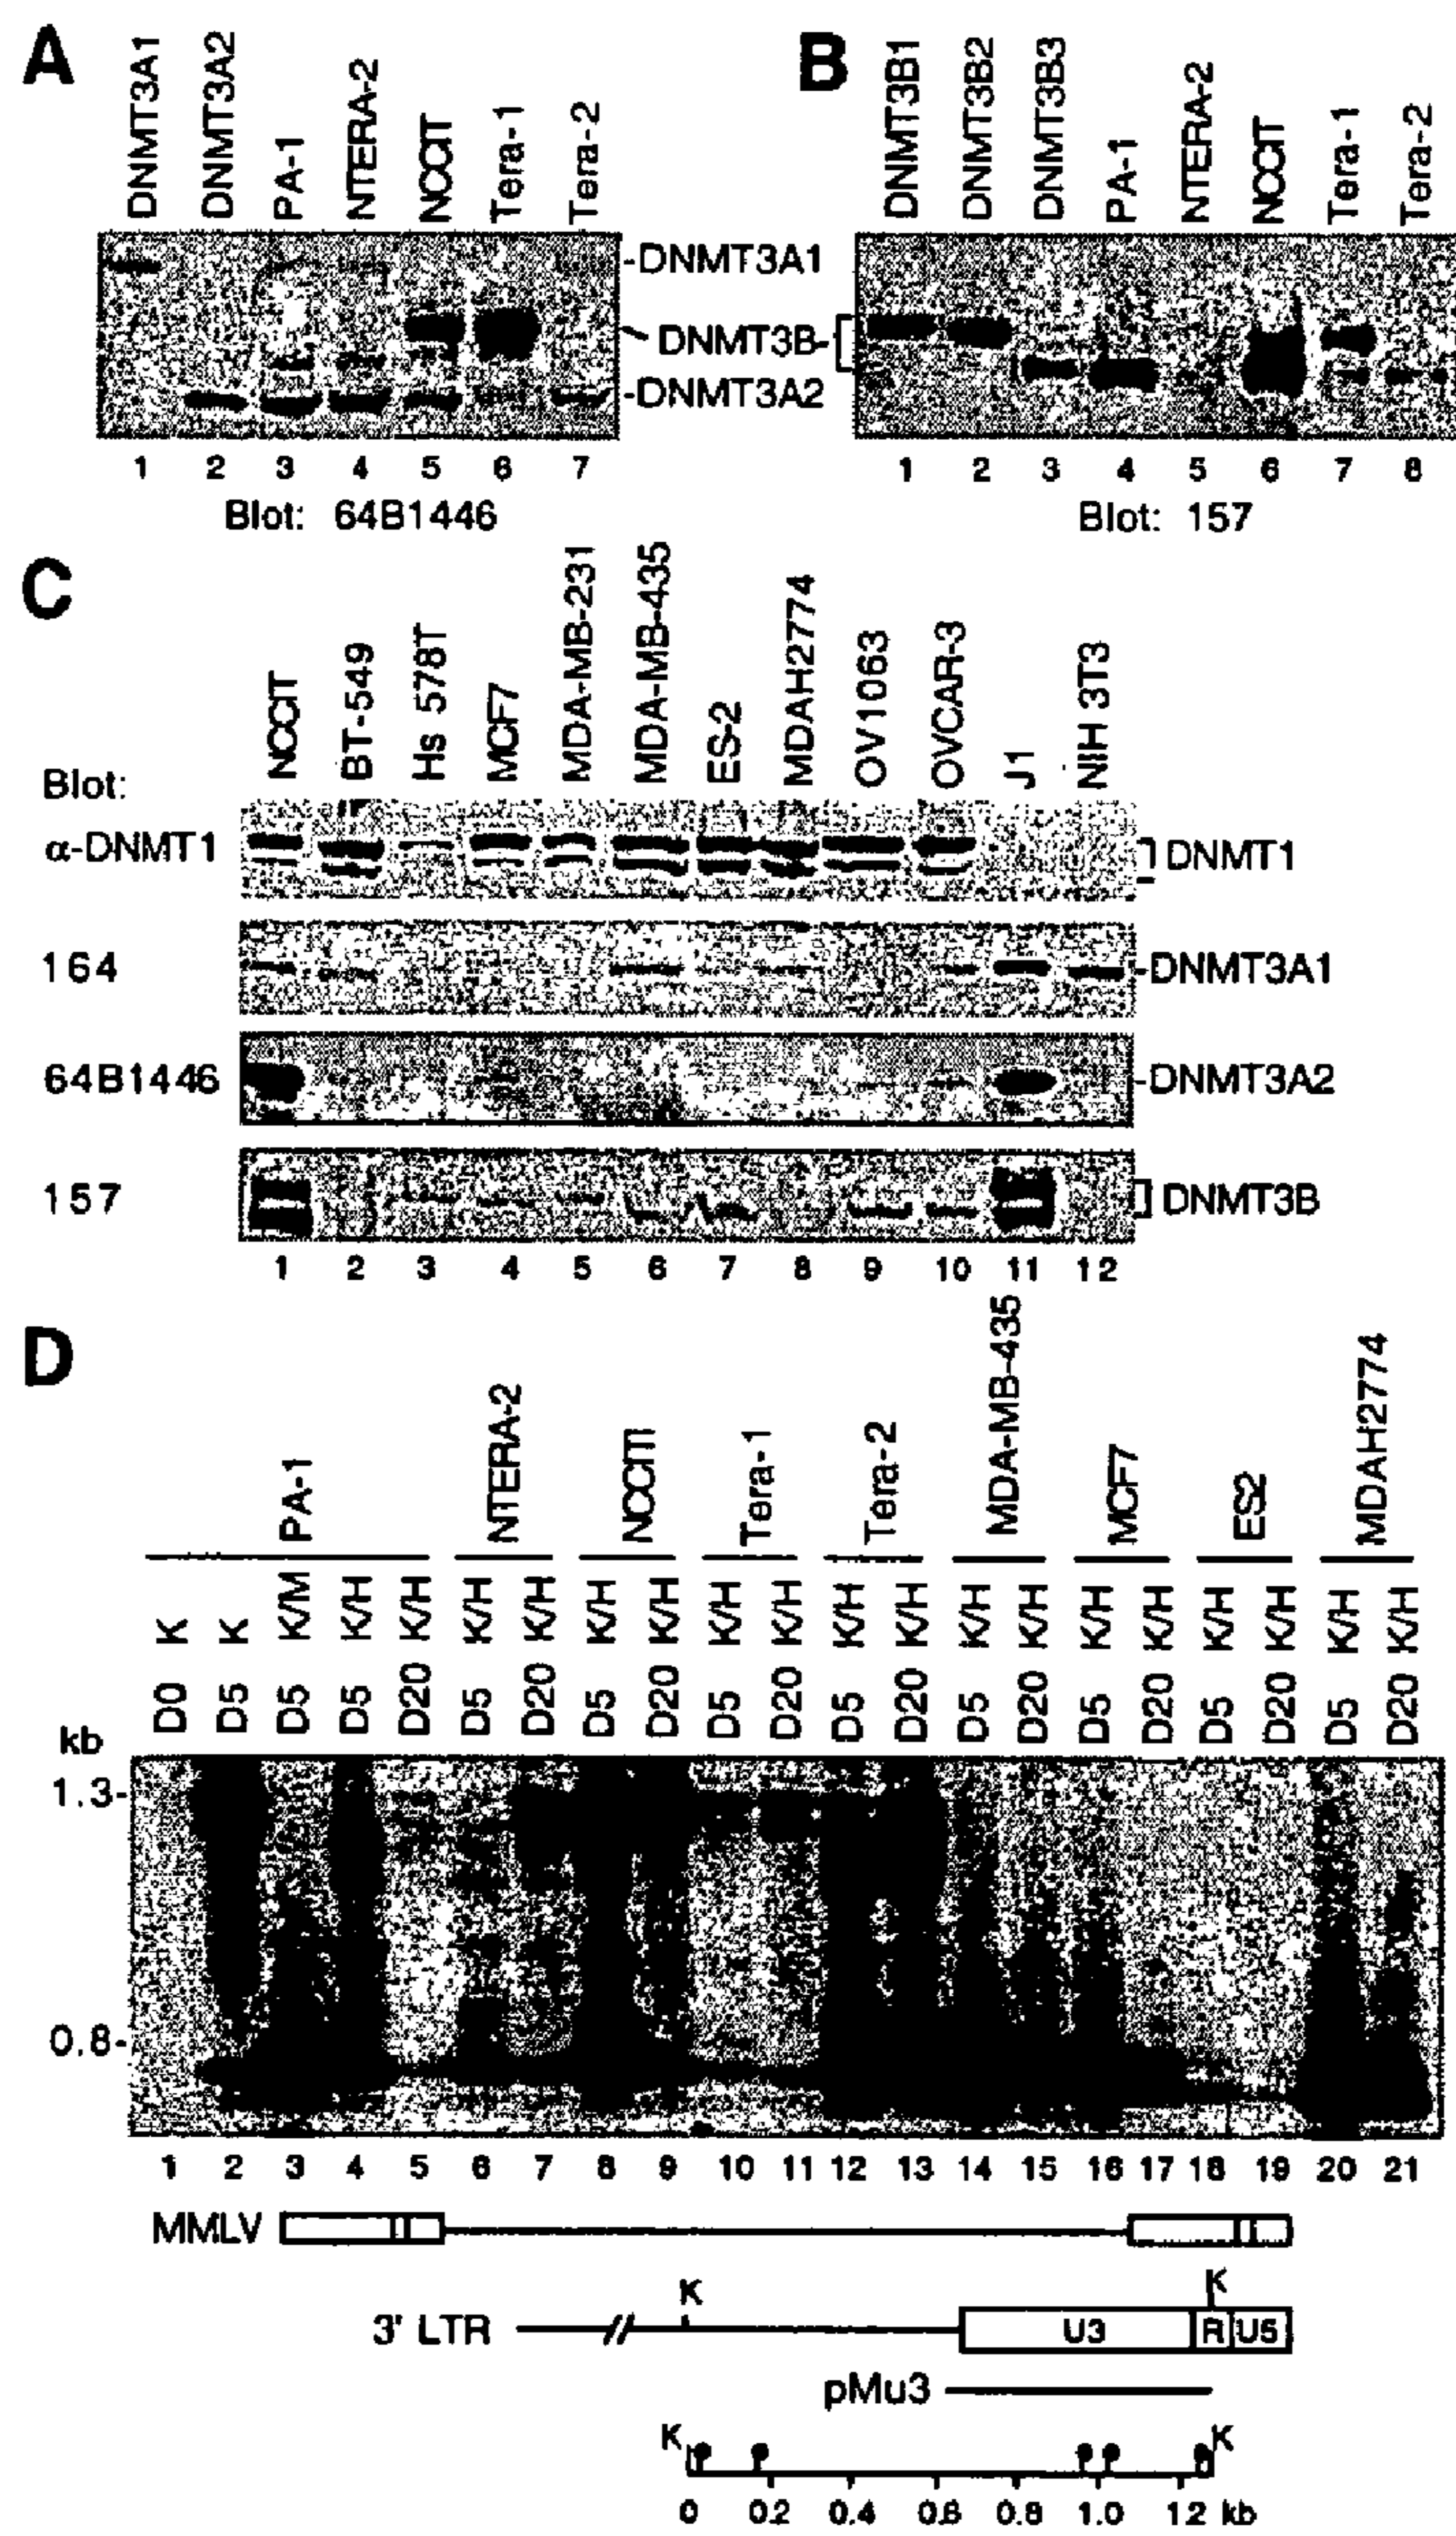 A
DNMT3A1 DNMT3A2 PA-1 NTERA-2 NCCIT Tera-1 Tera-2
-DNMT3A1
DNMT3B-
-DNMT3A2
1 2 3 4 5 6 7
Blot: 64B1446
B
DNMT3B1 DNMT3B2 DNMT3B3 PA-1 NTERA-2 NCCIT Tera-1 Tera-2
1 2 3 4 5 6 7 8
Blot: 157
C
NCCIT BT-549 Hs 578T MCF7 MDA-MB-231 MDA-MB-435 ES-2 MDAH2774 OV1063 OVCAR-3 J1 NIH 3T3
Blot:
α-DNMT1 DNMT1
164 -DNMT3A1
64B1446 -DNMT3A2
157 DNMT3B
1 2 3 4 5 6 7 8 9 10 11 12
D
PA-1 NTERA-2 NCCIT Tera-1 Tera-2 MDA-MB-435 MCF7 ES2 MDAH2774
K K K/M K/H K/H K/H K/H K/H K/H K/H K/H K/H K/H K/H K/H K/H K/H K/H K/H K/H K/H
D0 D5 D5 D5 D20 D5 D20 D5 D20 D5 D20 D5 D20 D5 D20 D5 D20 D5 D20 D5 D20
kb
1.3-
0.8-
1 2 3 4 5 6 7 8 9 10 11 12 13 14 15 16 17 18 19 20 21
MMLV
K K
3' LTR U3 R U5
pMu3
K K
0 0.2 0.4 0.6 0.8 1.0 1.2 kb